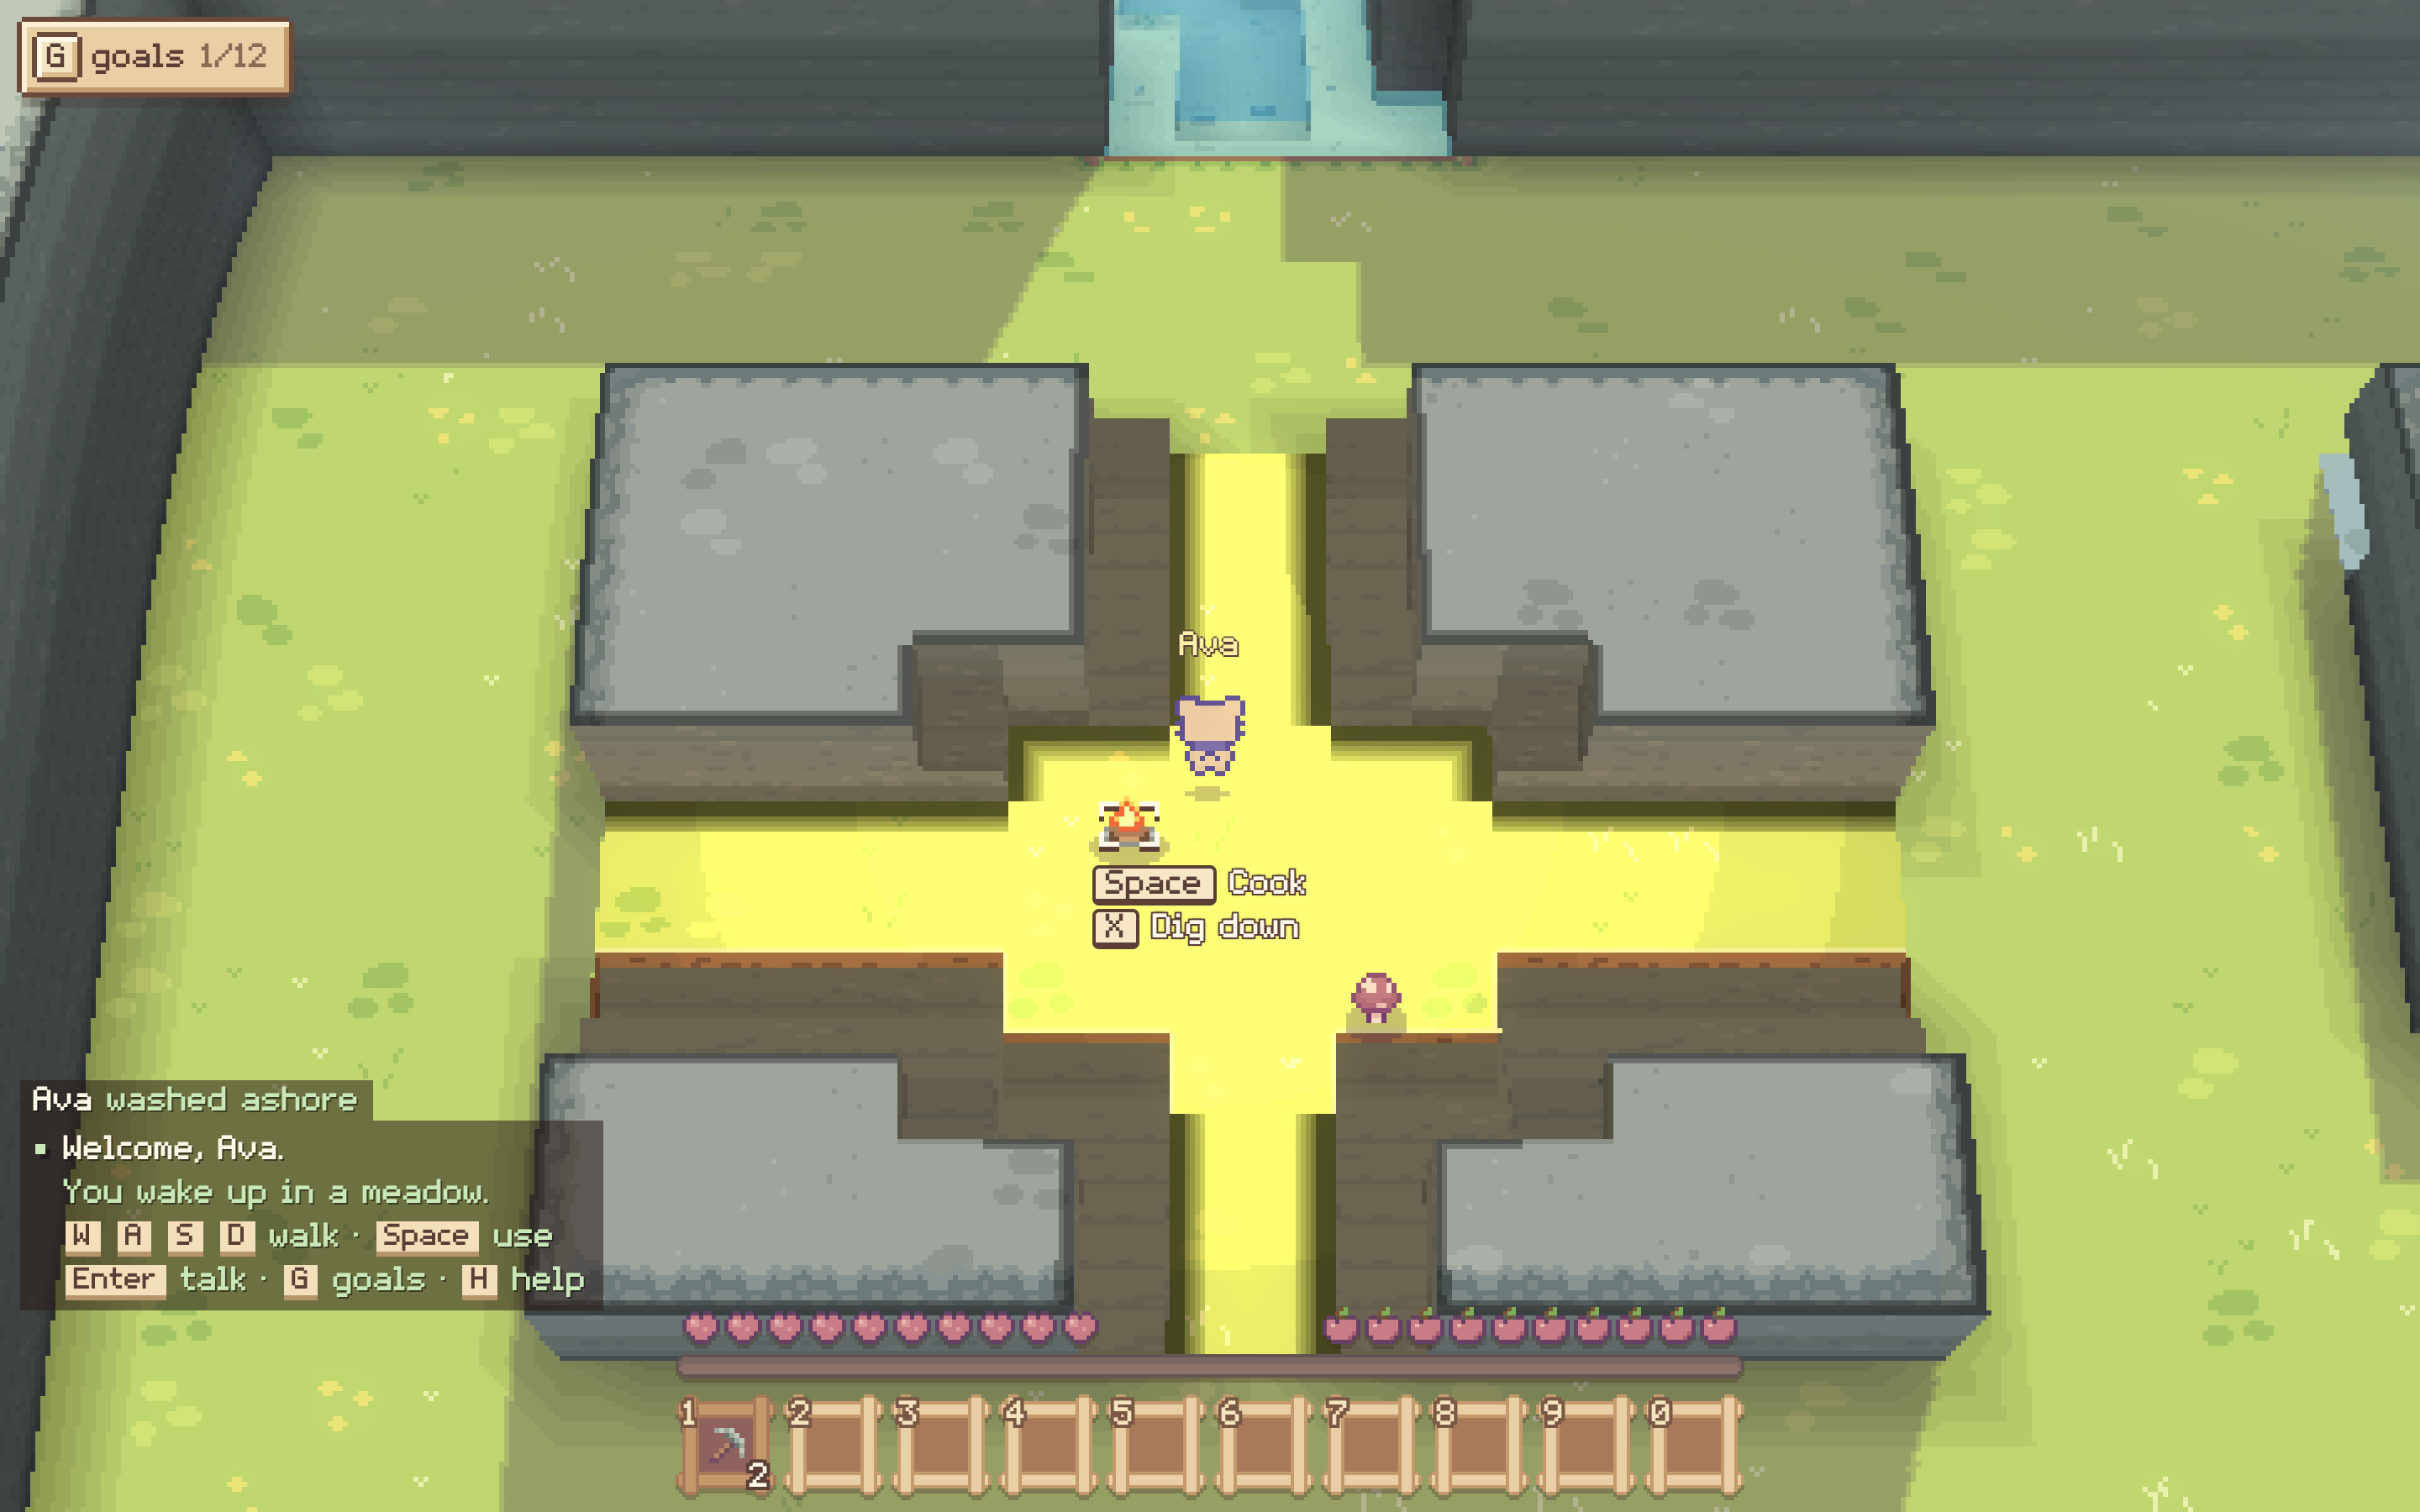 G goals 1/12
Ava
Space Cook
X Dig down
Ava washed ashore
Welcome, Ava.
You wake up in a meadow.
W A S D walk · Space use
Enter talk · G goals · H help
1 2 3 4 5 6 7 8 9 0
2